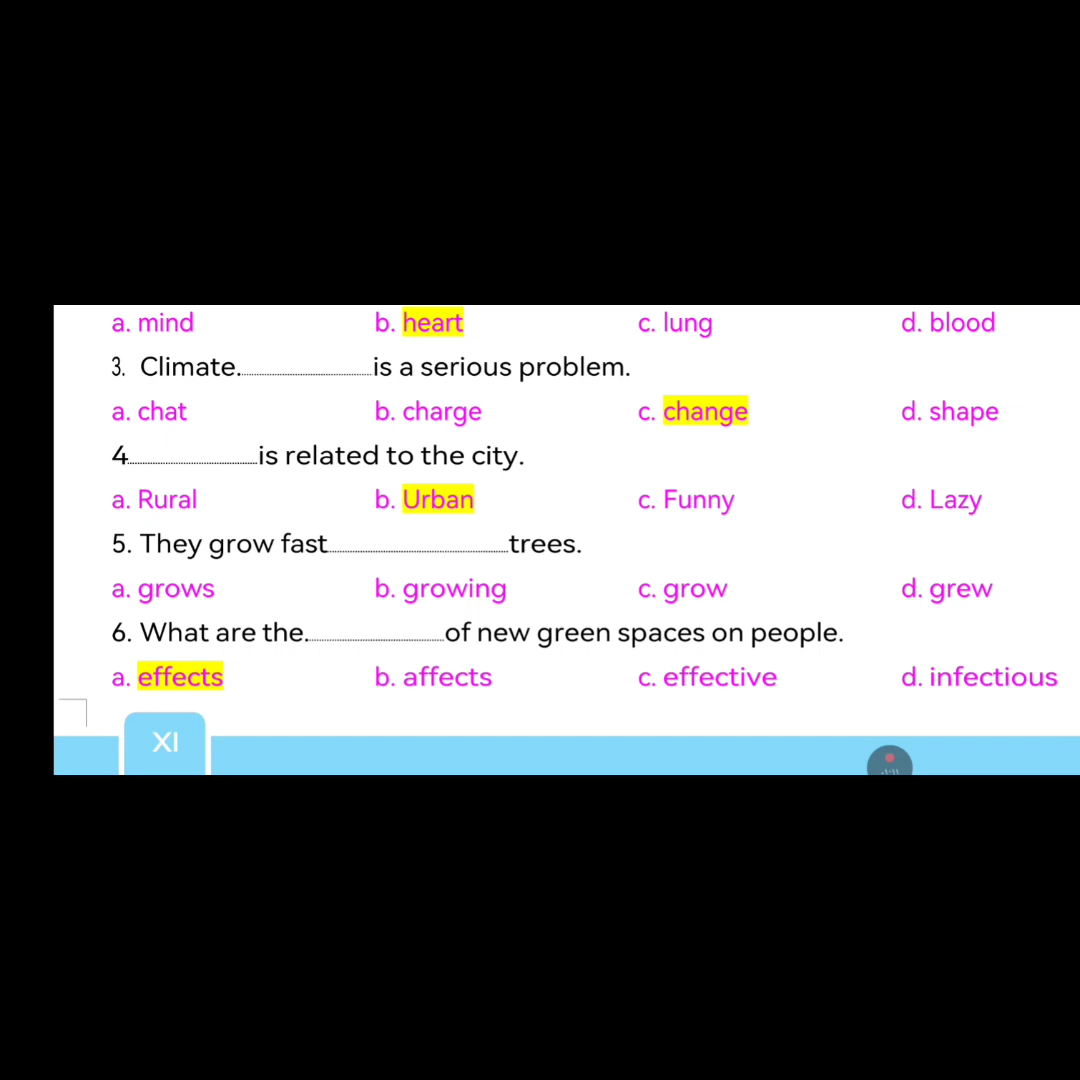 a. mind b. heart c. lung d. blood
3. Climate.....................is a serious problem.
a. chat b. charge c. change d. shape
4.....................is related to the city.
a. Rural b. Urban c. Funny d. Lazy
5. They grow fast.....................trees.
a. grows b. growing c. grow d. grew
6. What are the.....................of new green spaces on people.
a. effects b. affects c. effective d. infectious
XI